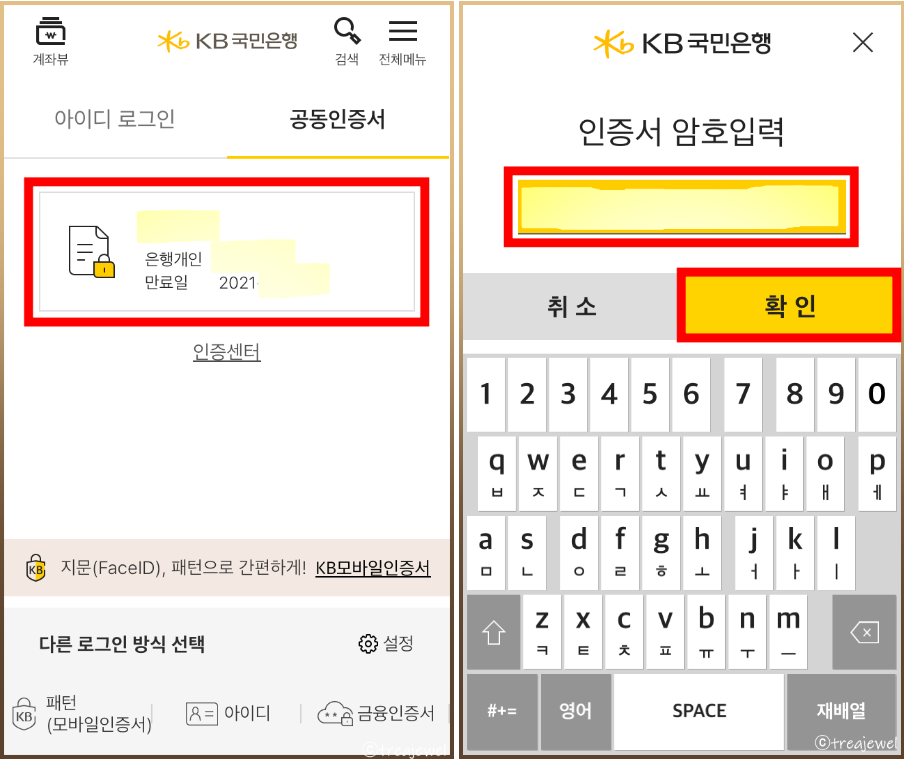 계좌뷰
KB국민은행
검색
전체메뉴
아이디 로그인
공동인증서
은행개인
만료일 2021
인증센터
KB
지문(FaceID), 패턴으로 간편하게! KB모바일인증서
다른 로그인 방식 선택
설정
KB
패턴
(모바일인증서)
아이디
금융인증서
ⓒtreajewel
KB국민은행
인증서 암호입력
취소
확인
1 2 3 4 5 6 7 8 9 0
q w e r t y u i o p
ㅂ ㅈ ㄷ ㄱ ㅅ ㅛ ㅕ ㅑ ㅐ ㅔ
a s d f g h j k l
ㅁ ㄴ ㅇ ㄹ ㅎ ㅗ ㅓ ㅏ ㅣ
z x c v b n m
ㅋ ㅌ ㅊ ㅍ ㅠ ㅜ ㅡ
#+= 영어 SPACE 재배열
ⓒtreajewel